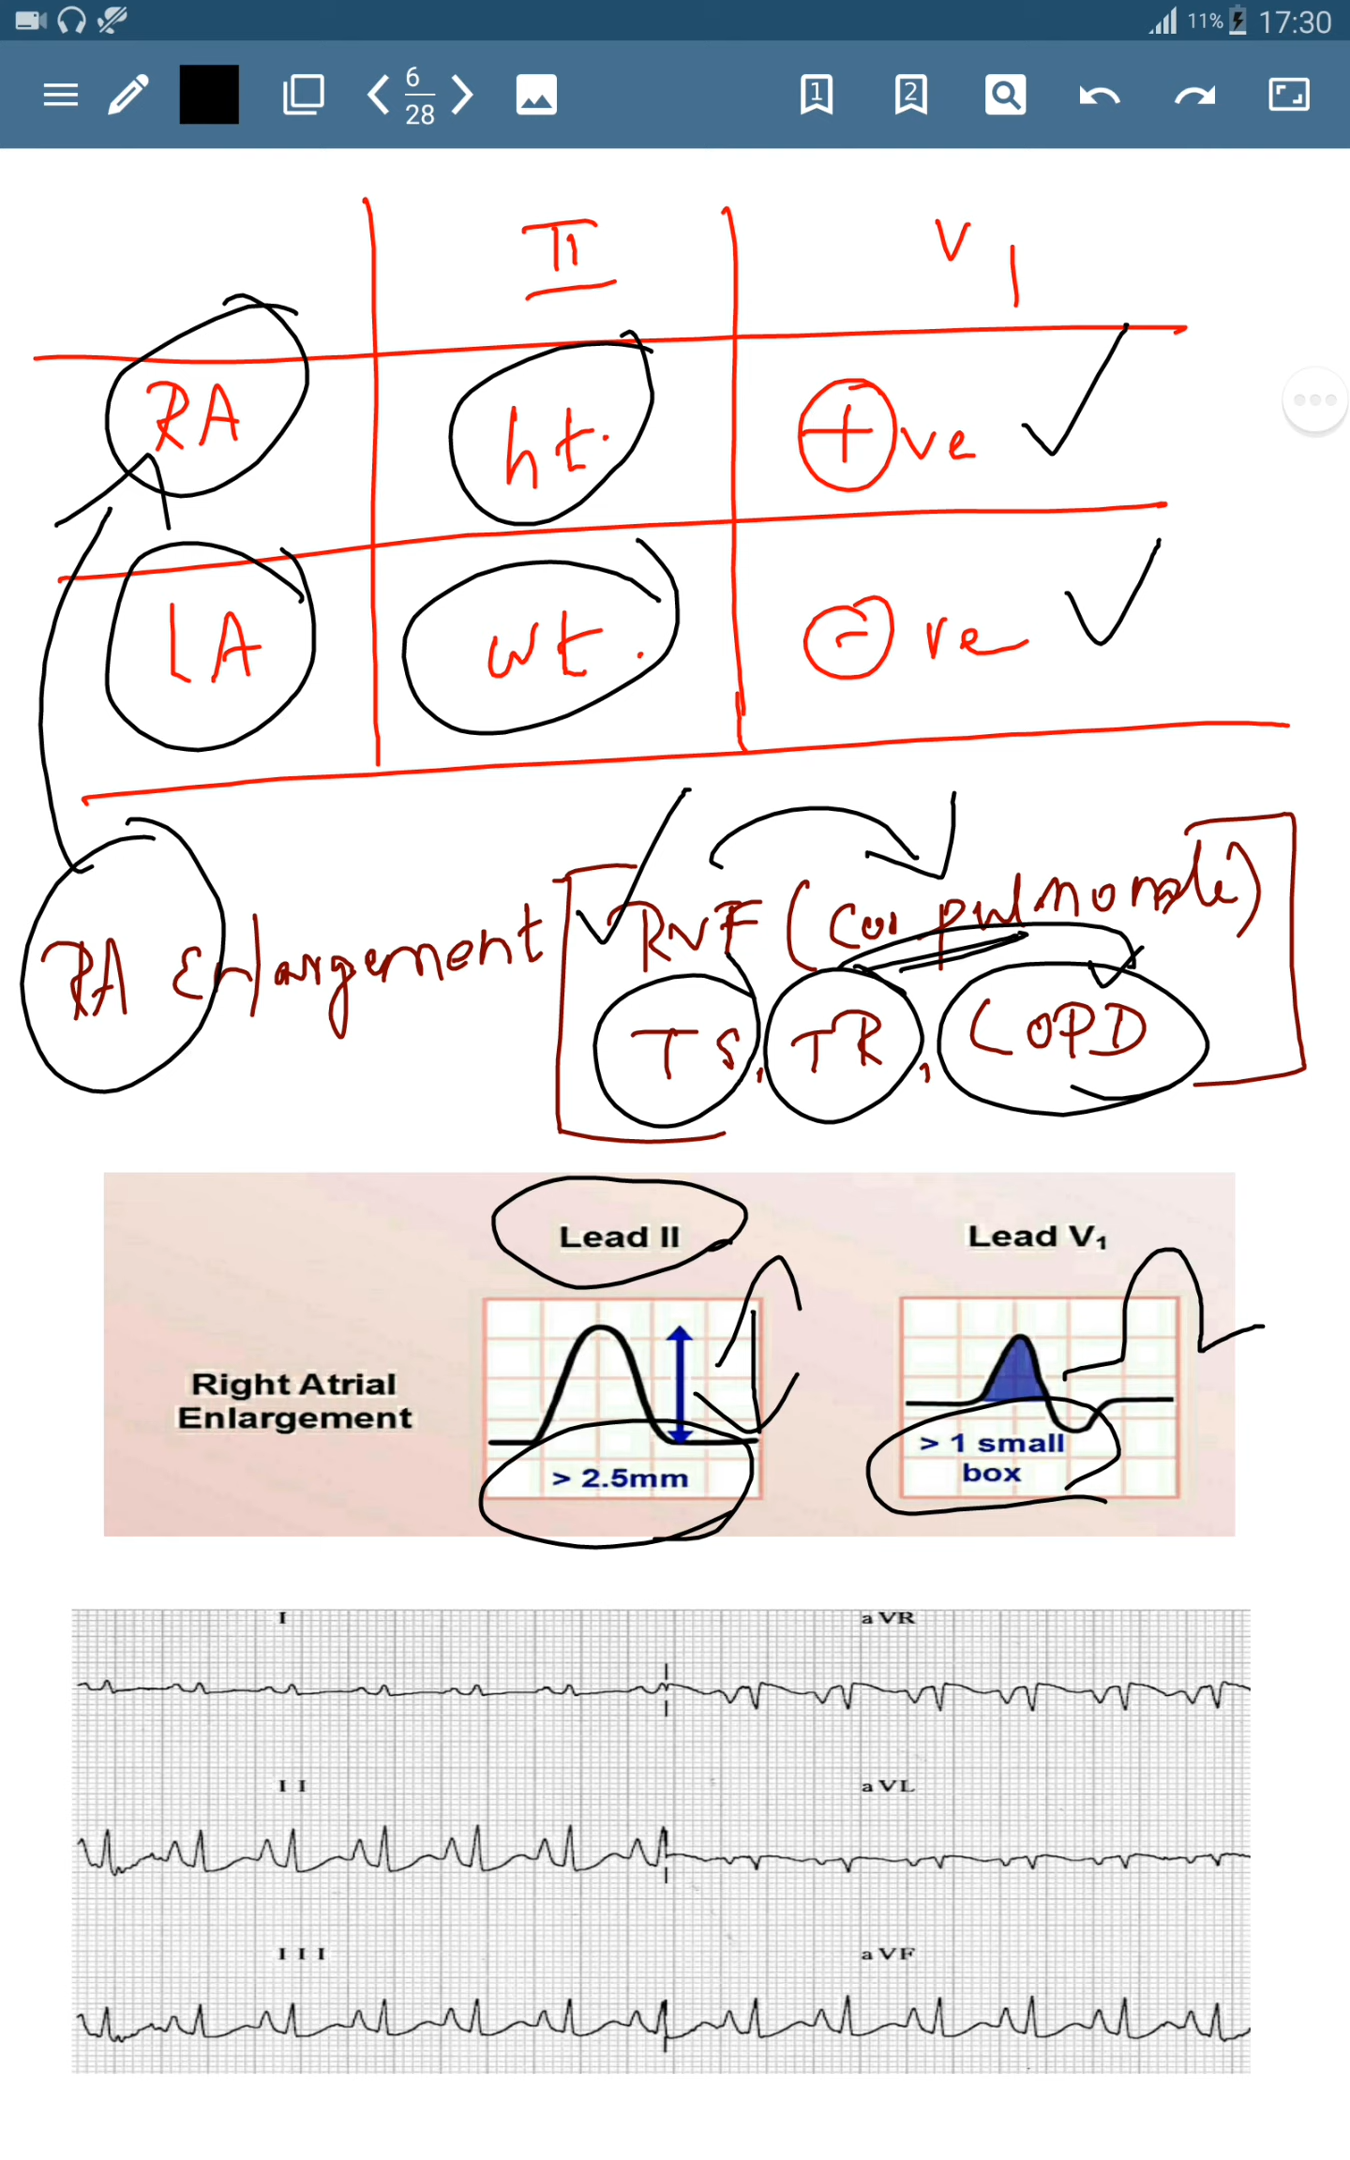 11% 17:30
6
28
1 2
II V1
RA ht. +ve
LA wt. -ve
RA Enlargement RVF (Cor pulmonale)
TS, TR, COPD
Lead II Lead V1
Right Atrial
Enlargement
> 2.5mm
> 1 small
box
I aVR
II aVL
III aVF